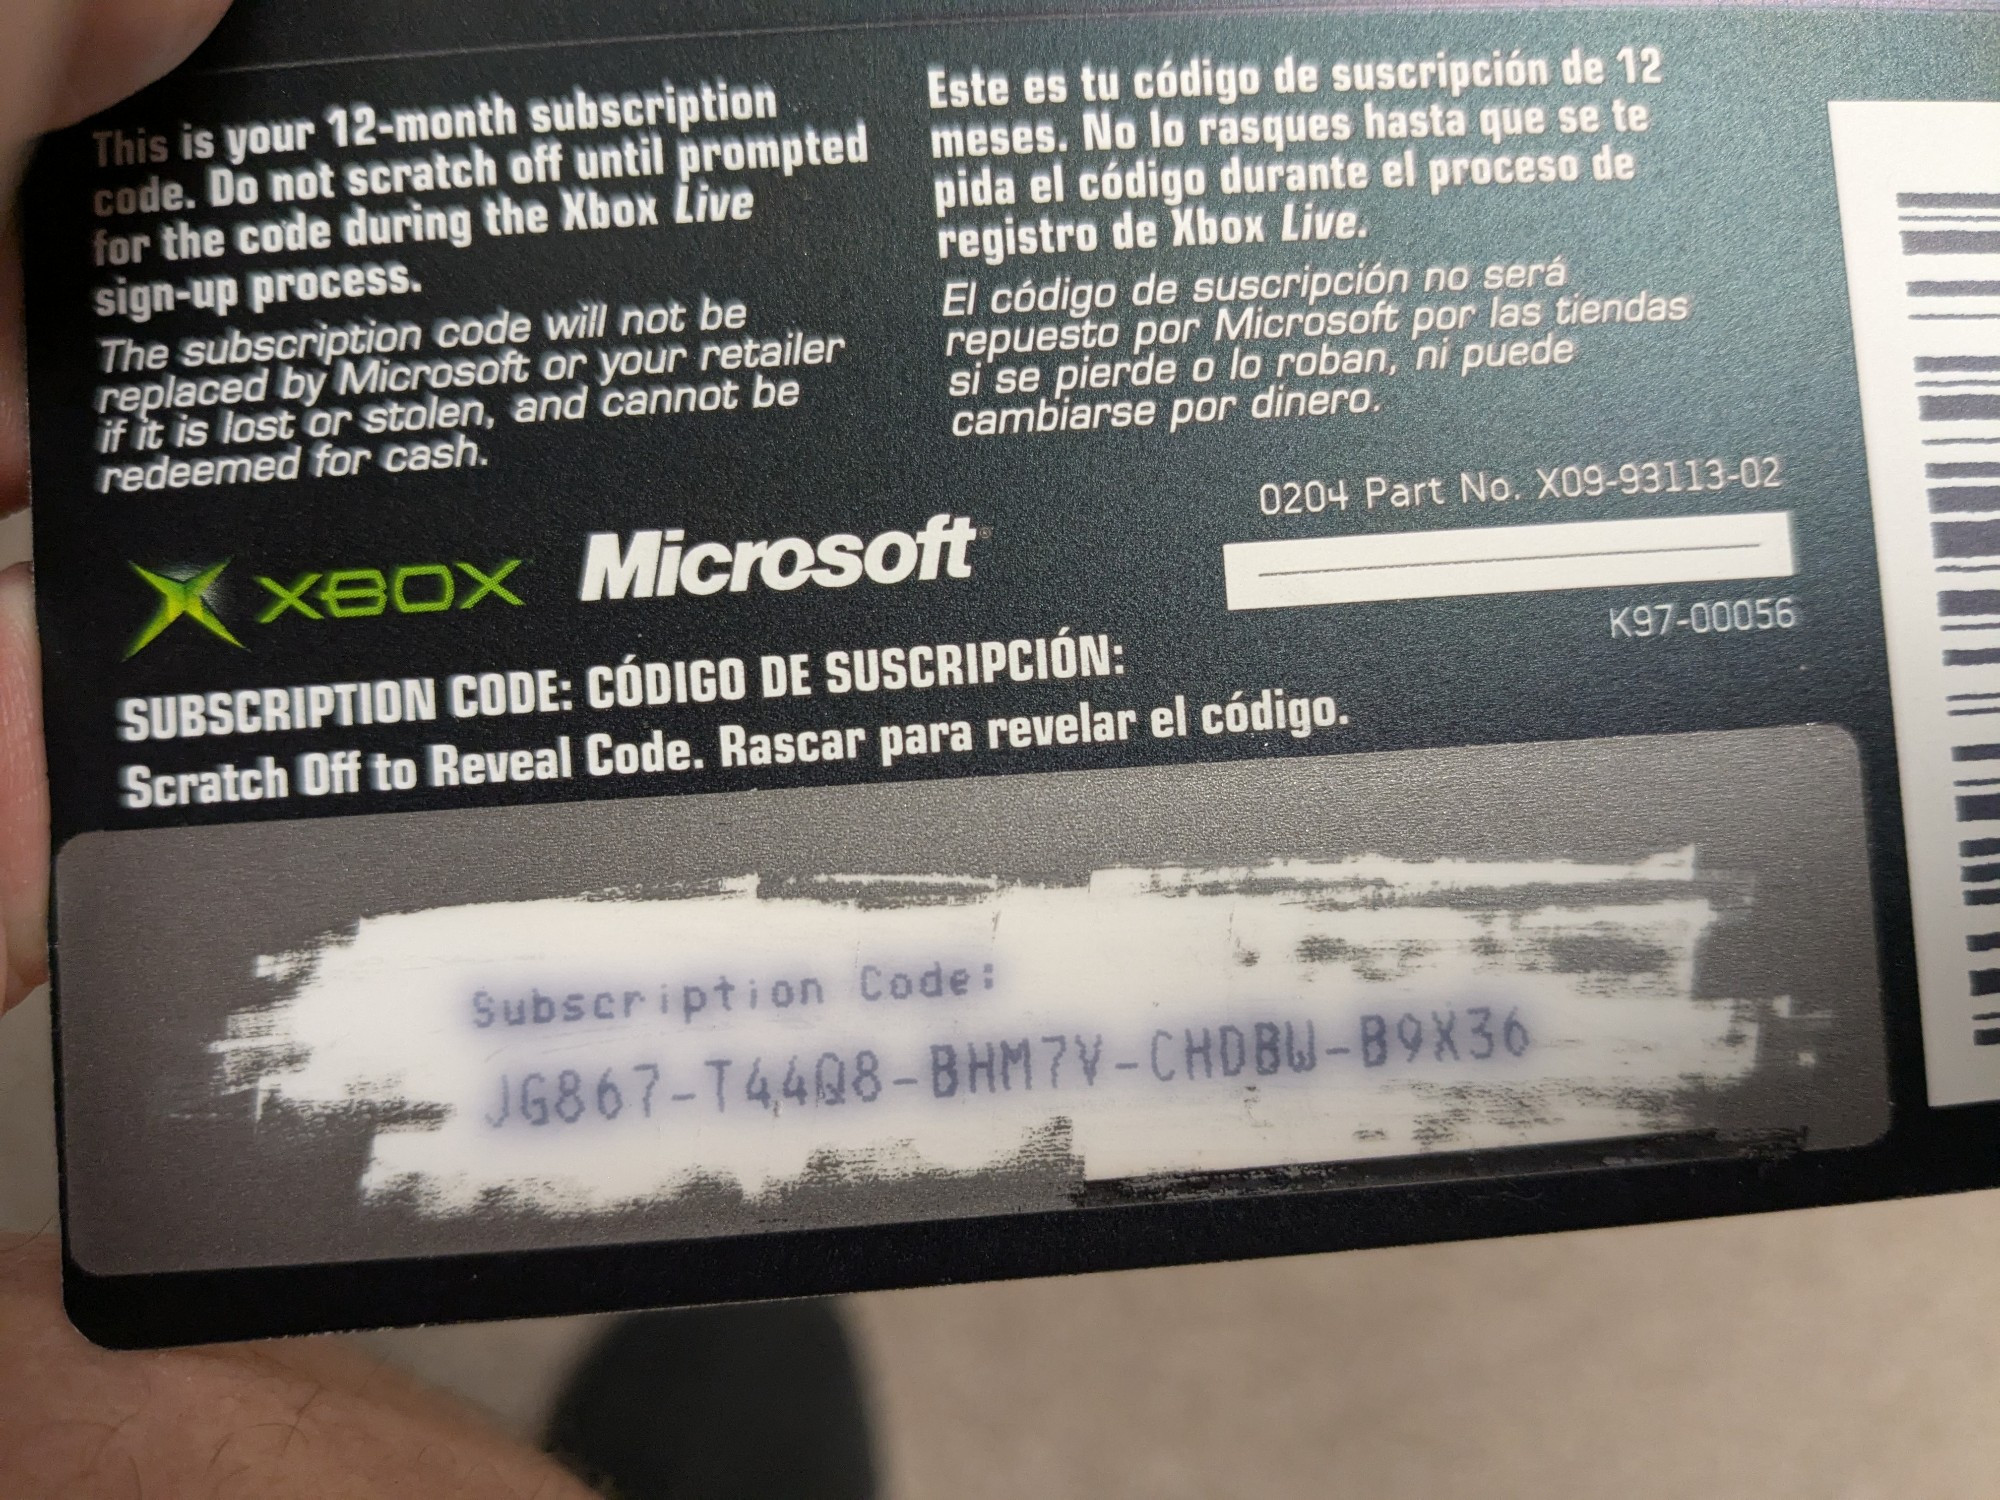 This is your 12-month subscription
code. Do not scratch off until prompted
for the code during the Xbox Live
sign-up process.
The subscription code will not be
replaced by Microsoft or your retailer
if it is lost or stolen, and cannot be
redeemed for cash.
Este es tu código de suscripción de 12
meses. No lo rasques hasta que se te
pida el código durante el proceso de
registro de Xbox Live.
El código de suscripción no será
repuesto por Microsoft por las tiendas
si se pierde o lo roban, ni puede
cambiarse por dinero.
0204 Part No. X09-93113-02
K97-00056
XBOX Microsoft
SUBSCRIPTION CODE: CÓDIGO DE SUSCRIPCIÓN:
Scratch Off to Reveal Code. Rascar para revelar el código.
Subscription Code:
JG867-T44Q8-BHM7V-CHDBW-B9X36